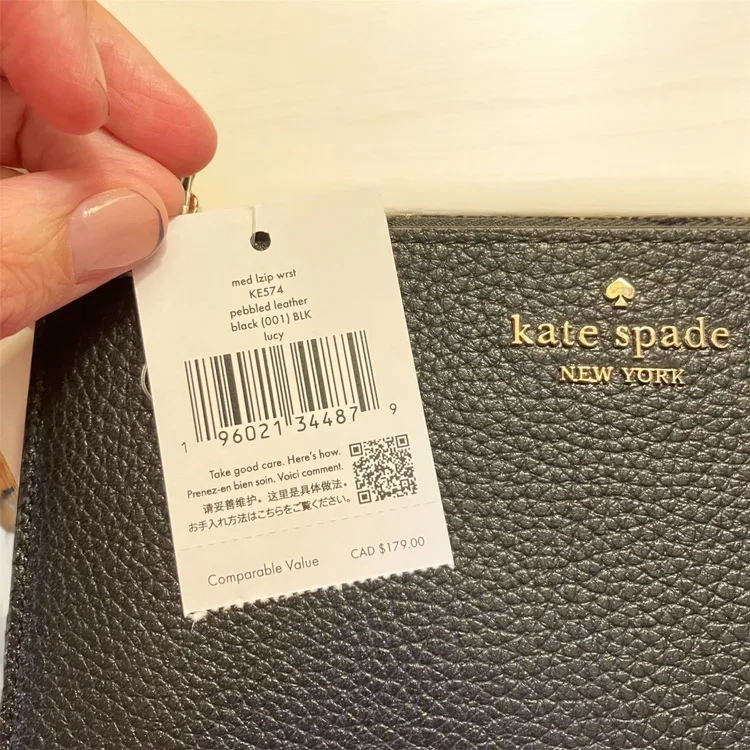 med lzip wrst
KE574
pebbled leather
black (001) BLK
lucy
1 96021 34487 9
Take good care. Here's how.
Prenez-en bien soin. Voici comment.
请妥善维护。这里是具体做法。
お手入れ方法はこちらをご覧ください。
Comparable Value CAD $179.00
kate spade
NEW YORK